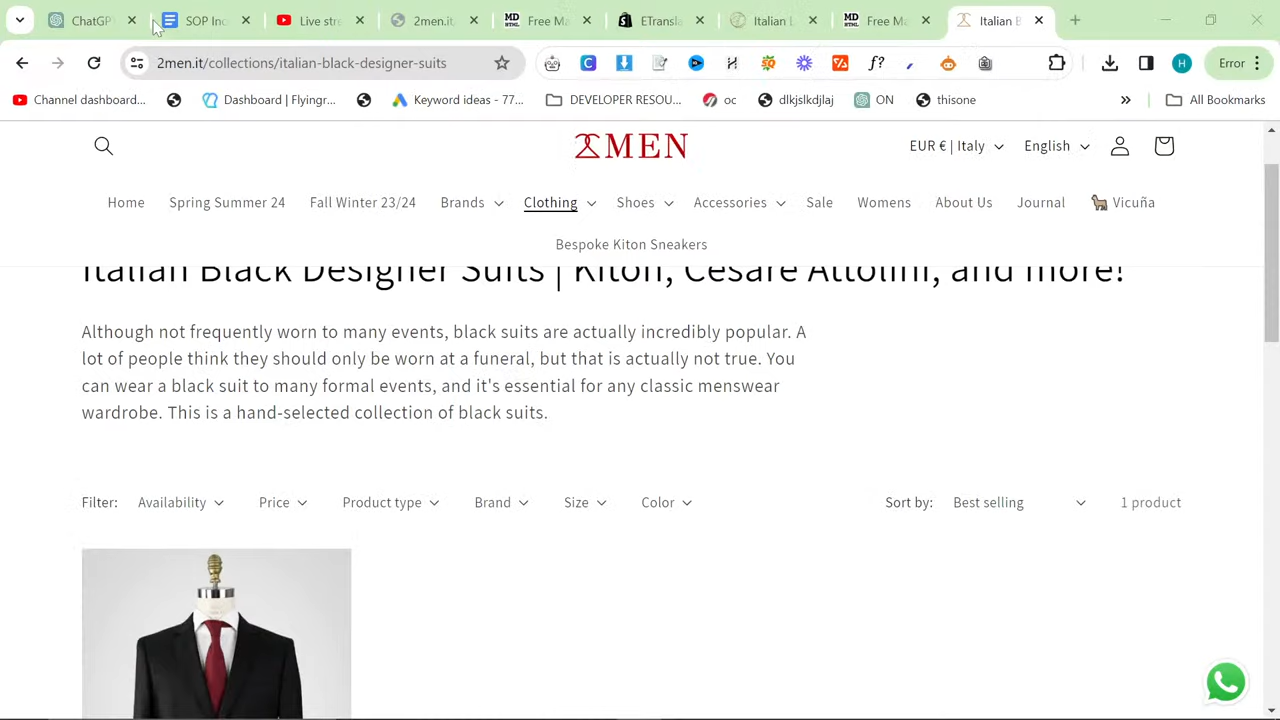 ChatGP
SOP Inc
Live stre
2men.it
Free Ma
ETransla
Italian L
Free Ma
Italian B
2men.it/collections/italian-black-designer-suits
Error
Channel dashboard...
Dashboard | Flyingr...
Keyword ideas - 77...
DEVELOPER RESOU...
oc
dlkjslkdjlaj
ON
thisone
All Bookmarks
2MEN
EUR € | Italy
English
Home
Spring Summer 24
Fall Winter 23/24
Brands
Clothing
Shoes
Accessories
Sale
Womens
About Us
Journal
Vicuña
Bespoke Kiton Sneakers
Italian Black Designer Suits | Kiton, Cesare Attolini, and more!
Although not frequently worn to many events, black suits are actually incredibly popular. A
lot of people think they should only be worn at a funeral, but that is actually not true. You
can wear a black suit to many formal events, and it's essential for any classic menswear
wardrobe. This is a hand-selected collection of black suits.
Filter:
Availability
Price
Product type
Brand
Size
Color
Sort by:
Best selling
1 product